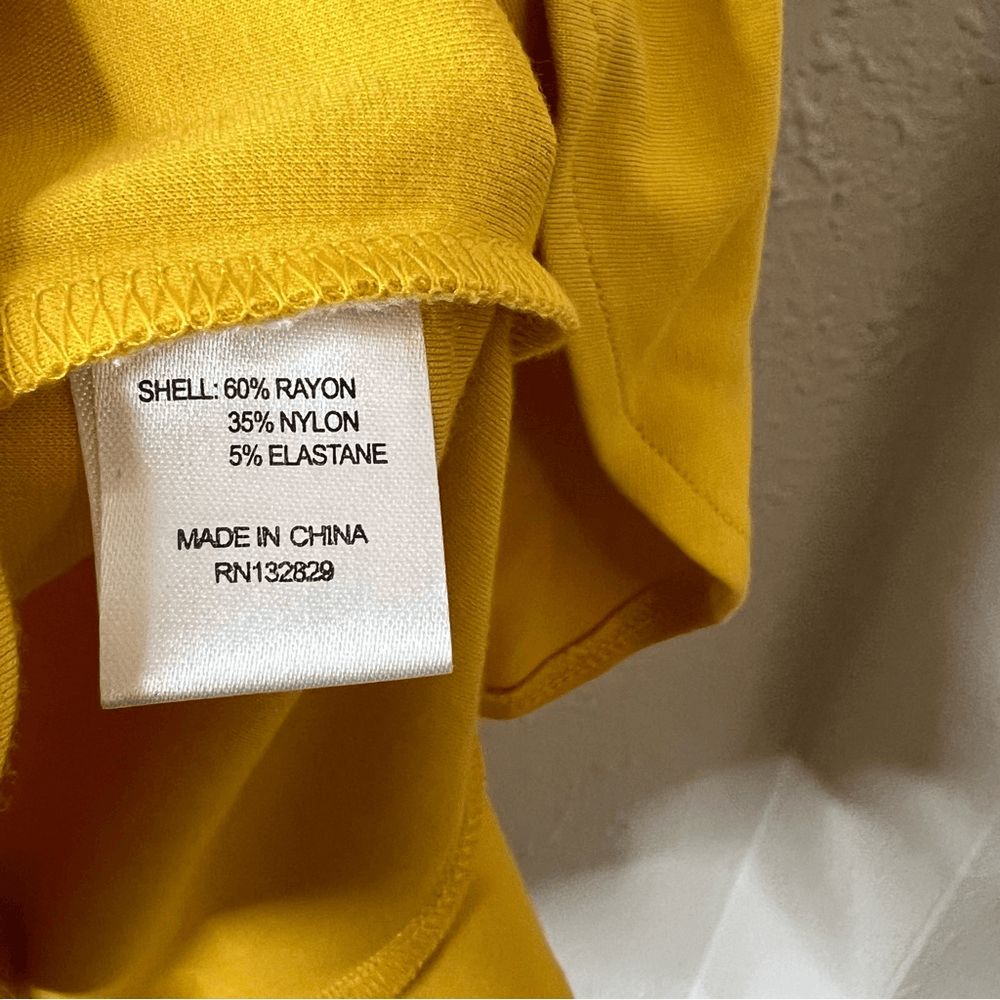 SHELL: 60% RAYON
35% NYLON
5% ELASTANE
MADE IN CHINA
RN132829